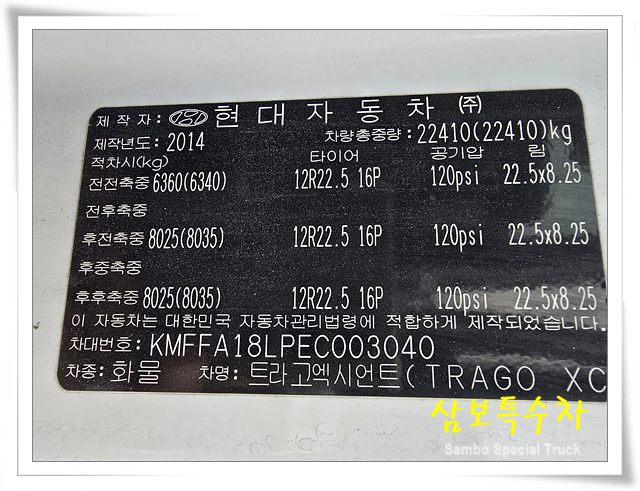 제 작 자: 현 대 자 동 차 ㈜
제작년도: 2014 차량총중량: 22410(22410)kg
적차시(kg) 타이어 공기압 림
전전축중 6360(6340) 12R22.5 16P 120psi 22.5x8.25
전후축중
후전축중 8025(8035) 12R22.5 16P 120psi 22.5x8.25
후중축중
후후축중 8025(8035) 12R22.5 16P 120psi 22.5x8.25
이 자동차는 대한민국 자동차관리법령에 적합하게 제작되었습니다.
차대번호: KMFFA18LPEC003040
차종: 화물 차명: 트라고엑시언트(TRAGO XC
삼보특수차
Sambo Special Truck